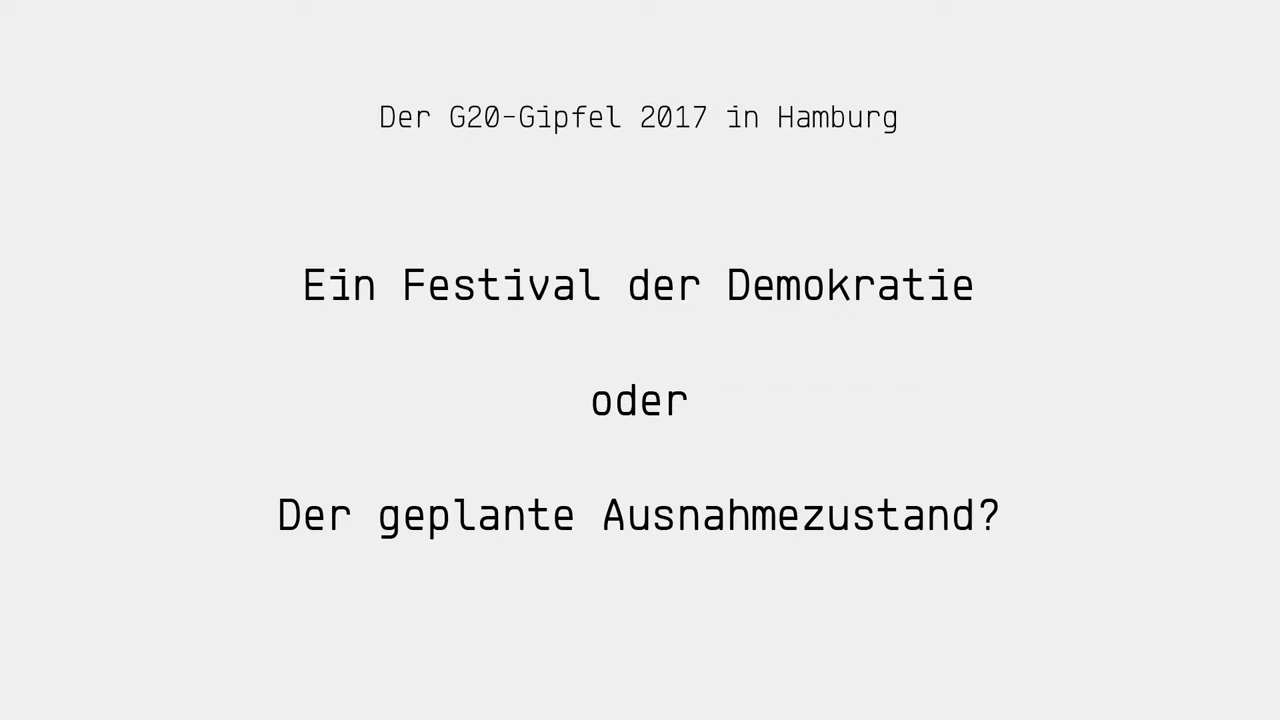 Der G20-Gipfel 2017 in Hamburg
Ein Festival der Demokratie
oder
Der geplante Ausnahmezustand?